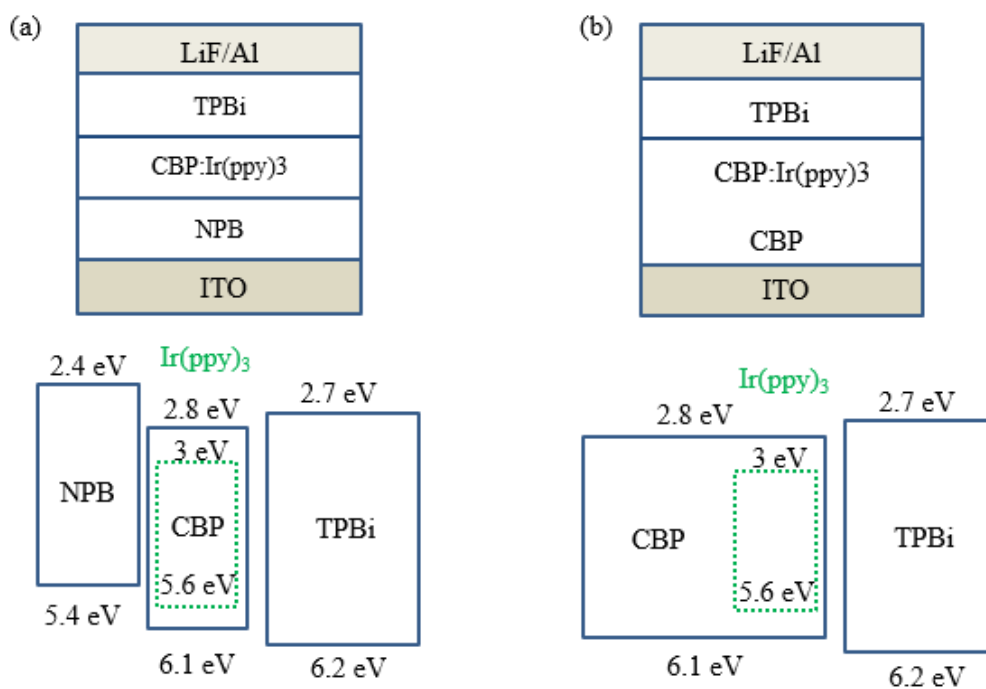 (a)
LiF/Al
TPBi
CBP:Ir(ppy)3
NPB
ITO
Ir(ppy)3
2.4 eV
2.8 eV
2.7 eV
3 eV
NPB
CBP
TPBi
5.6 eV
5.4 eV
6.1 eV
6.2 eV
(b)
LiF/Al
TPBi
CBP:Ir(ppy)3
CBP
ITO
Ir(ppy)3
2.8 eV
2.7 eV
3 eV
CBP
TPBi
5.6 eV
6.1 eV
6.2 eV